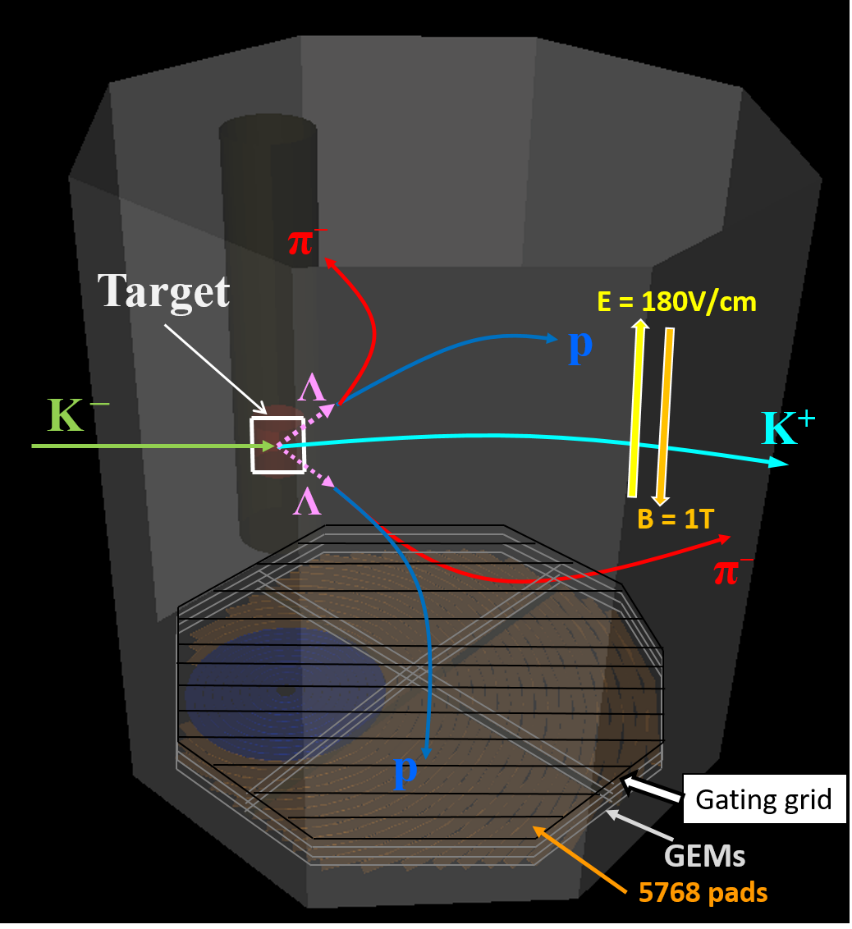 π⁻
Target
E = 180V/cm
p
Λ
K⁻
K⁺
Λ
B = 1T
π⁻
p
Gating grid
GEMs
5768 pads